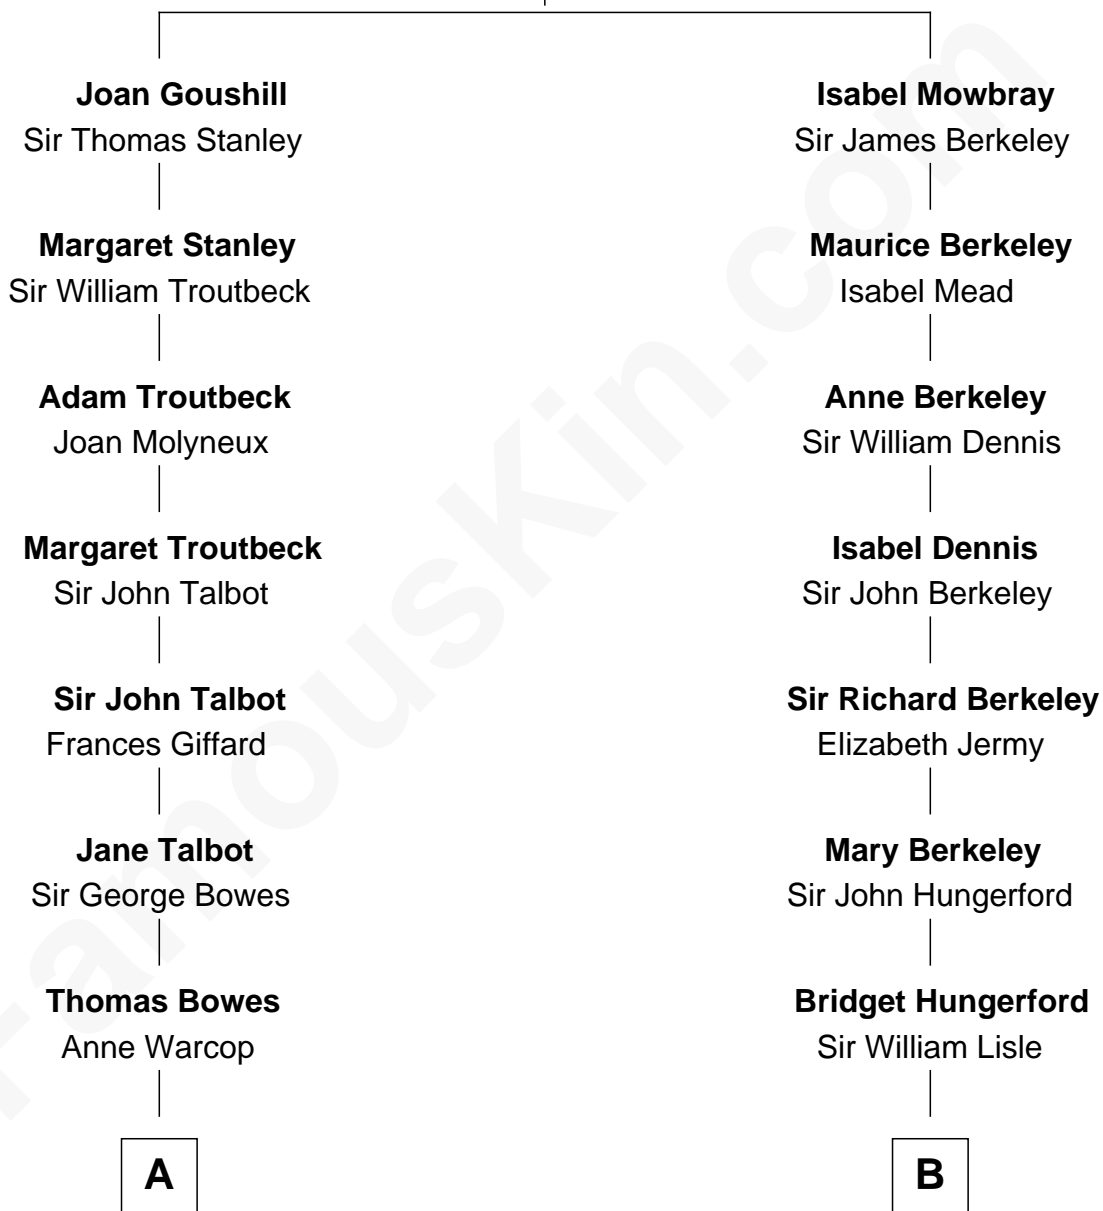 Joan Goushill
Sir Thomas Stanley
Margaret Stanley
Sir William Troutbeck
Adam Troutbeck
Joan Molyneux
Margaret Troutbeck
Sir John Talbot
Sir John Talbot
Frances Giffard
Jane Talbot
Sir George Bowes
Thomas Bowes
Anne Warcop
A
Isabel Mowbray
Sir James Berkeley
Maurice Berkeley
Isabel Mead
Anne Berkeley
Sir William Dennis
Isabel Dennis
Sir John Berkeley
Sir Richard Berkeley
Elizabeth Jermy
Mary Berkeley
Sir John Hungerford
Bridget Hungerford
Sir William Lisle
B
FamousKin.com